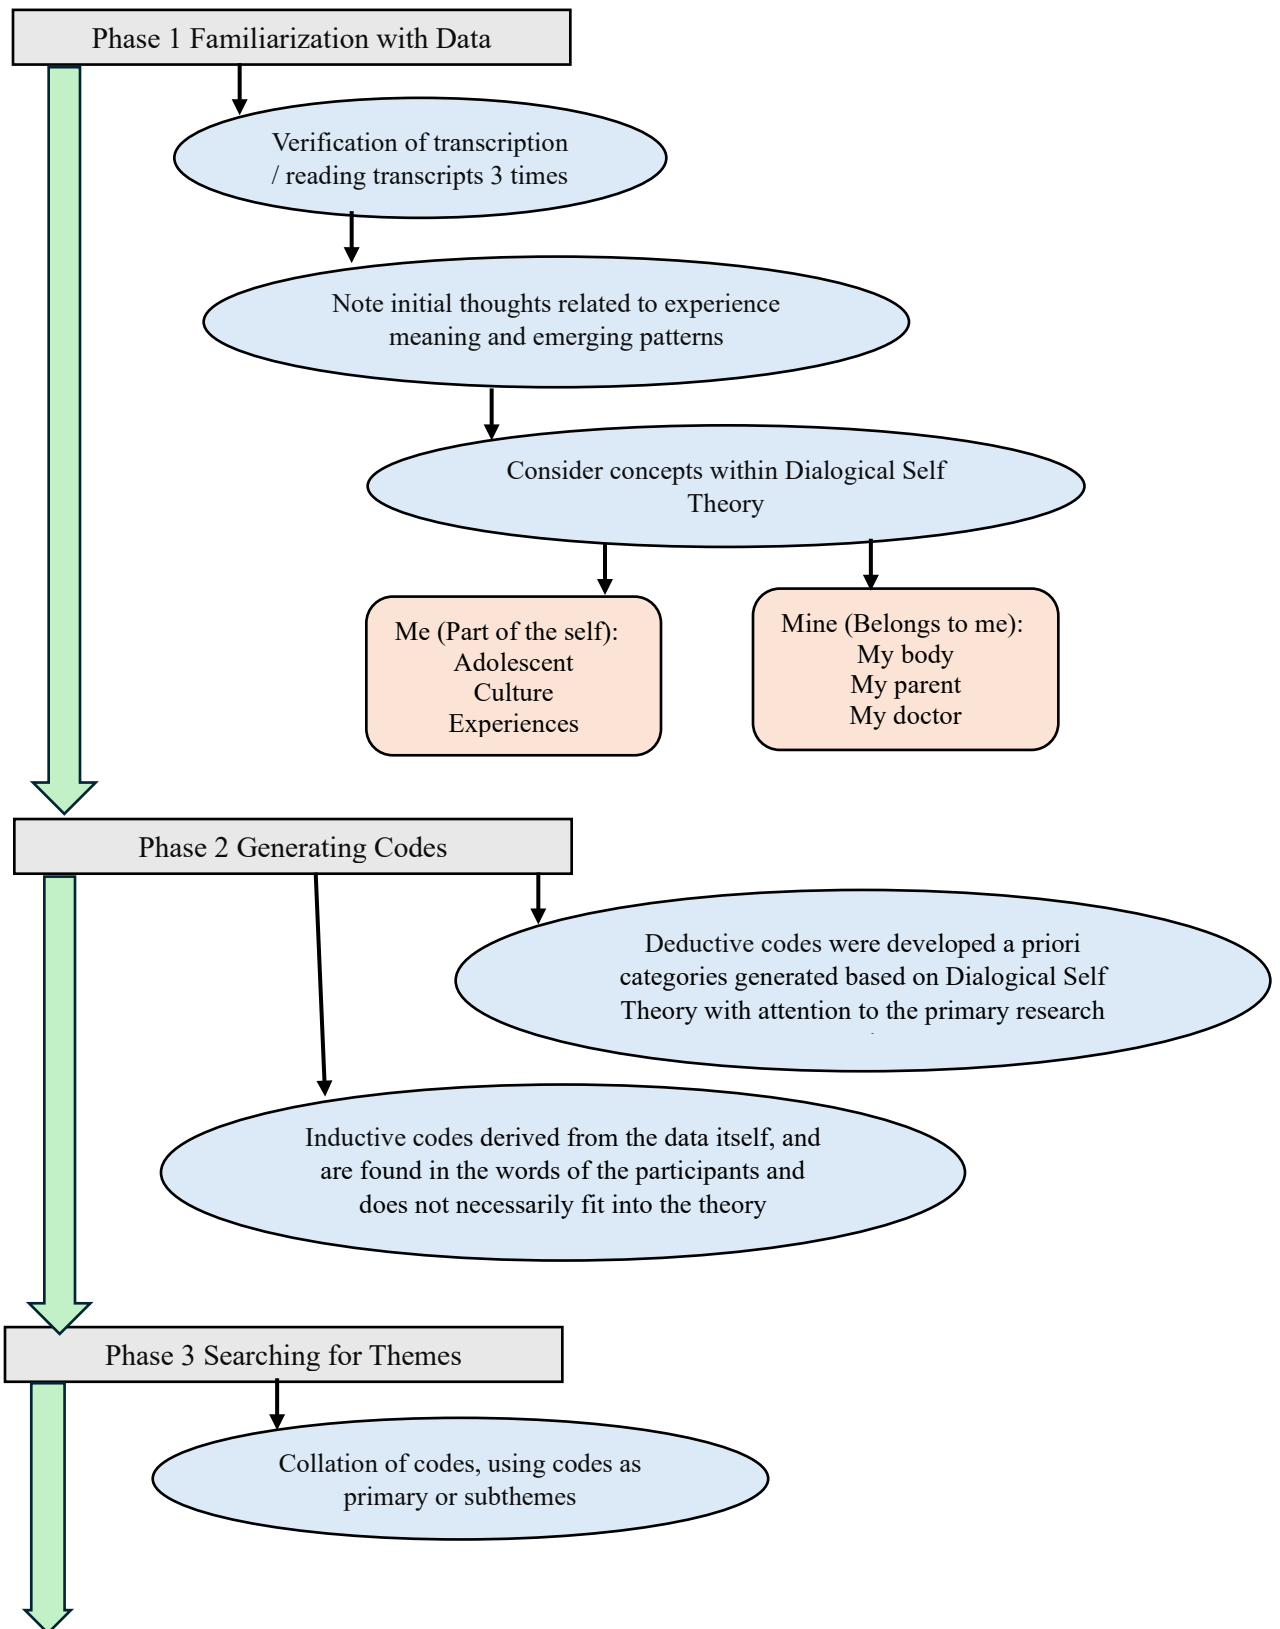 Phase 1 Familiarization with Data
Verification of transcription
/ reading transcripts 3 times
Note initial thoughts related to experience
meaning and emerging patterns
Consider concepts within Dialogical Self
Theory
Me (Part of the self):
Adolescent
Culture
Experiences
Mine (Belongs to me):
My body
My parent
My doctor
Phase 2 Generating Codes
Deductive codes were developed a priori
categories generated based on Dialogical Self
Theory with attention to the primary research
Inductive codes derived from the data itself, and
are found in the words of the participants and
does not necessarily fit into the theory
Phase 3 Searching for Themes
Collation of codes, using codes as
primary or subthemes